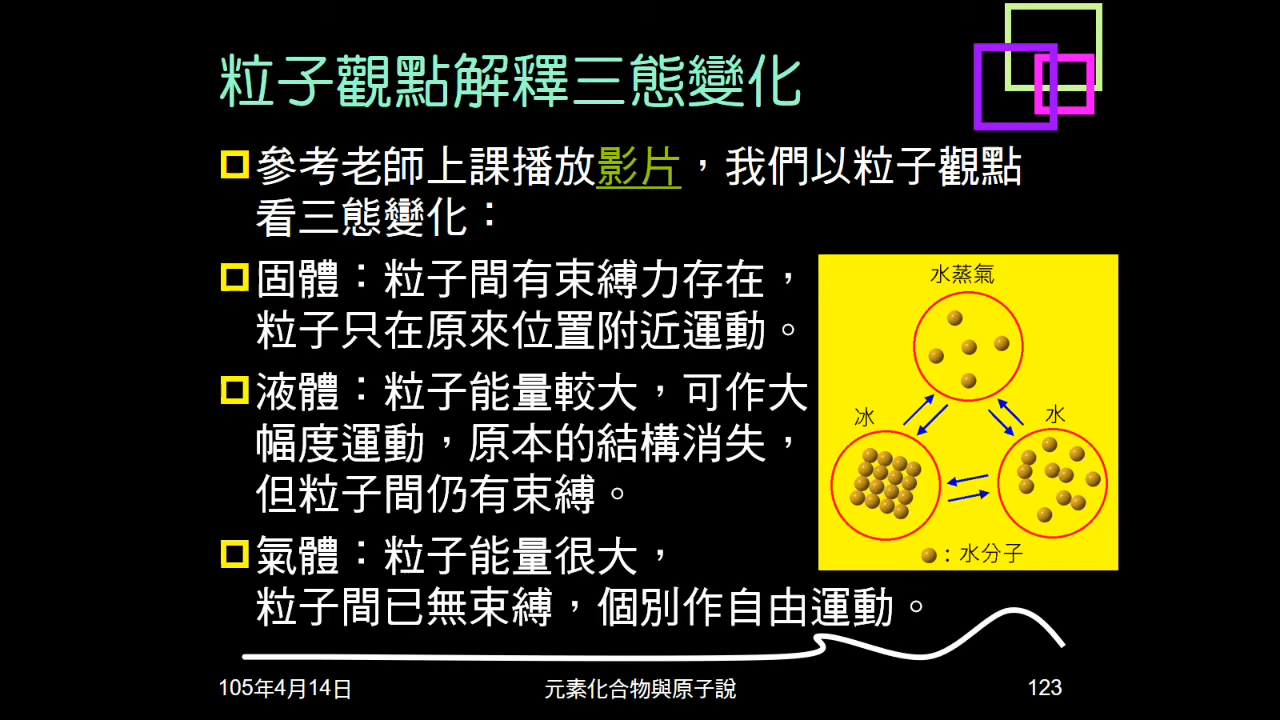 粒子觀點解釋三態變化
參考老師上課播放影片，我們以粒子觀點
看三態變化：
固體：粒子間有束縛力存在，
粒子只在原來位置附近運動。
液體：粒子能量較大，可作大
幅度運動，原本的結構消失，
但粒子間仍有束縛。
氣體：粒子能量很大，
粒子間已無束縛，個別作自由運動。
水蒸氣
冰
水
：水分子
105年4月14日
元素化合物與原子說
123